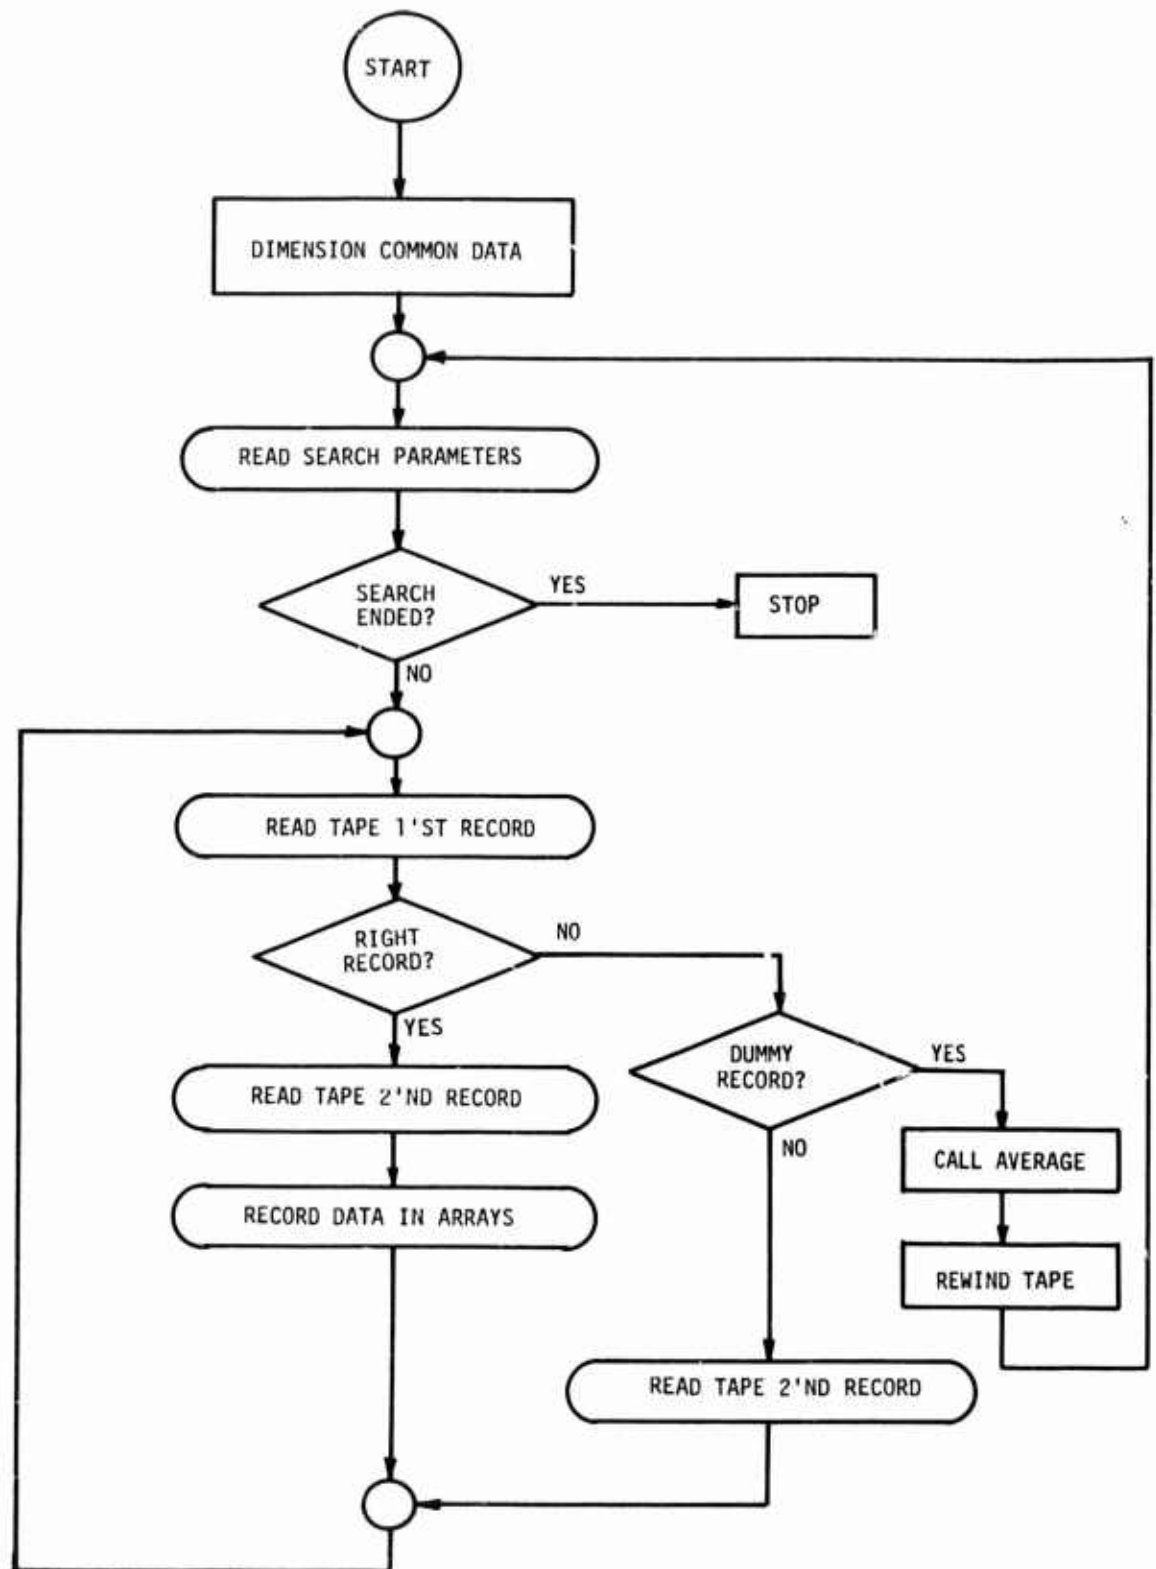 START
DIMENSION COMMON DATA
READ SEARCH PARAMETERS
SEARCH
ENDED?
YES
STOP
NO
READ TAPE 1'ST RECORD
RIGHT
RECORD?
NO
YES
DUMMY
RECORD?
YES
READ TAPE 2'ND RECORD
NO
CALL AVERAGE
RECORD DATA IN ARRAYS
REWIND TAPE
READ TAPE 2'ND RECORD